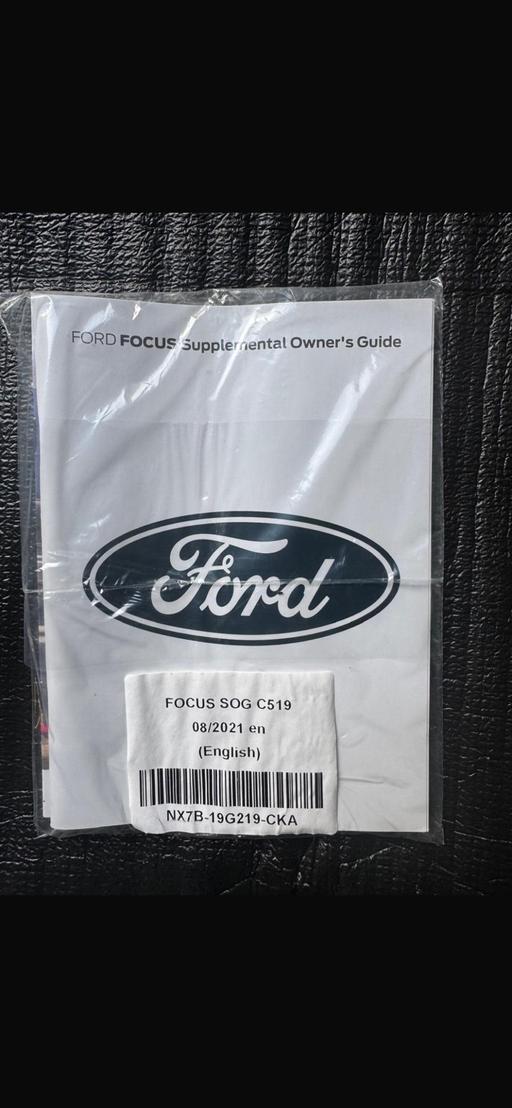 FORD FOCUS Supplemental Owner's Guide
Ford
FOCUS SOG C519
08/2021 en
(English)
NX7B-19G219-CKA